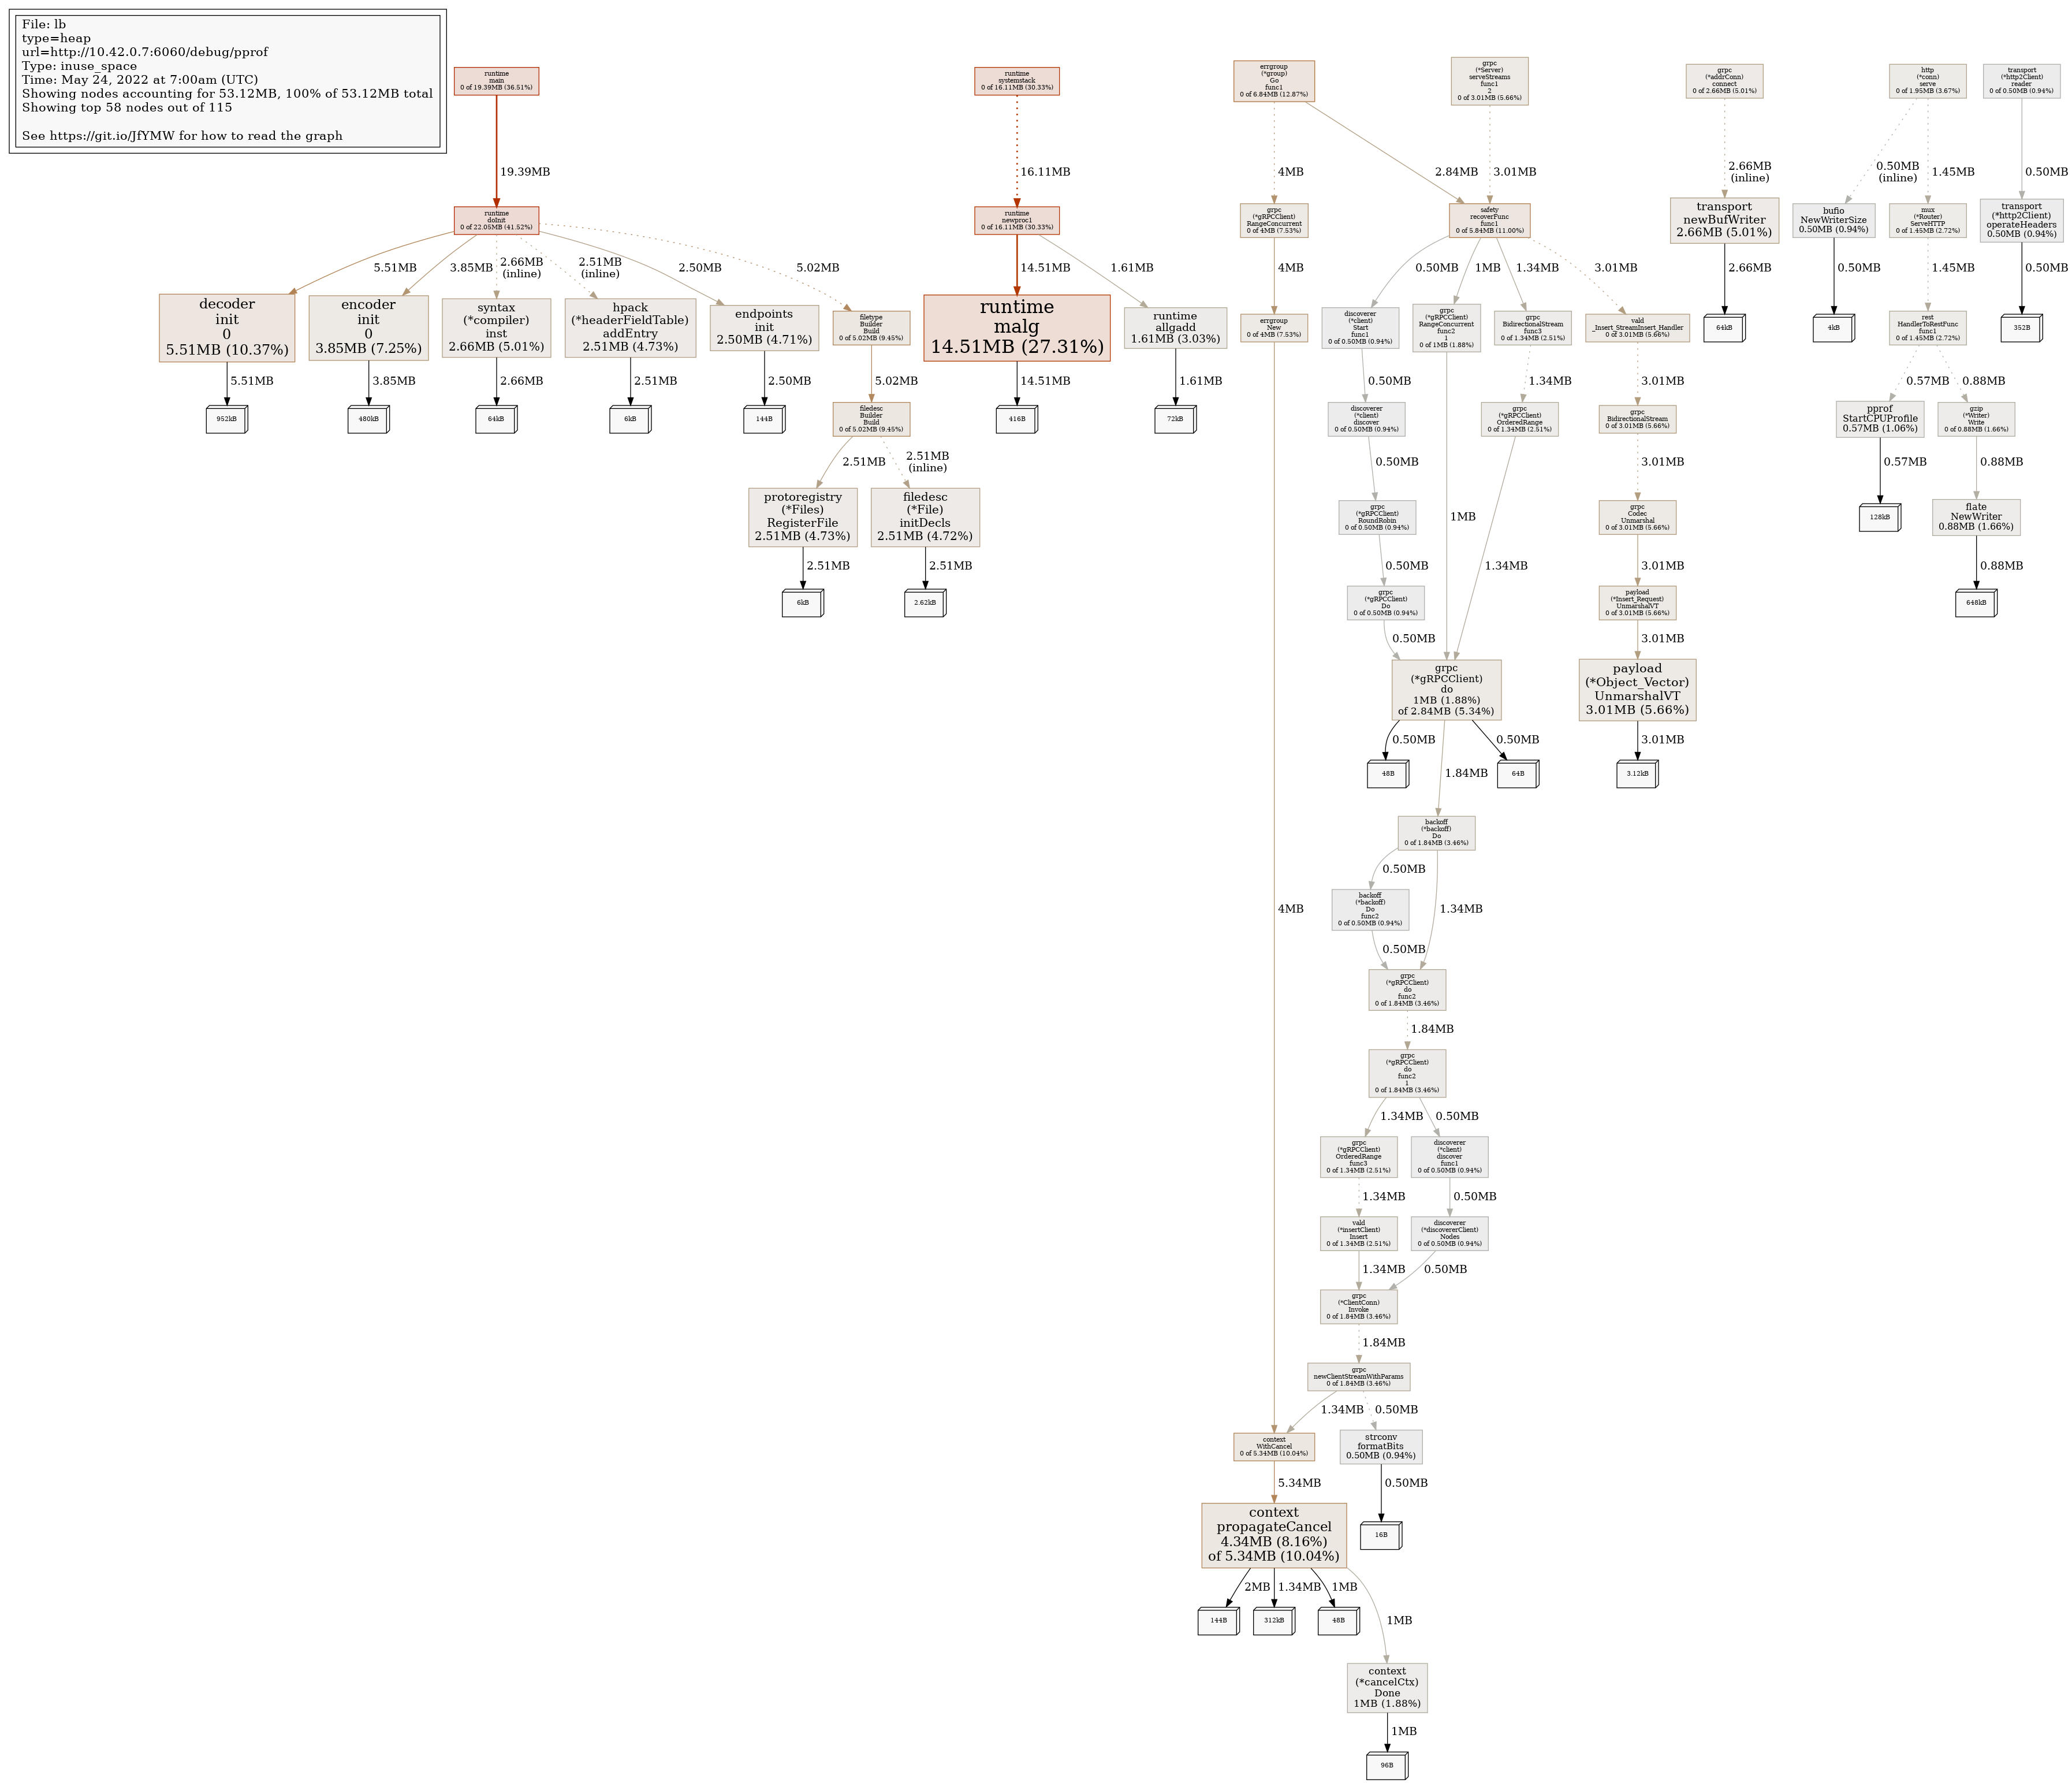 File: lb
type=heap
url=http://10.42.0.7:6060/debug/pprof
Type: inuse_space
Time: May 24, 2022 at 7:00am (UTC)
Showing nodes accounting for 53.12MB, 100% of 53.12MB total
Showing top 58 nodes out of 115
See https://git.io/JfYMW for how to read the graph
runtime
main
0 of 19.39MB (36.51%)
runtime
systemstack
0 of 16.11MB (30.33%)
errgroup
(*group)
Go
func1
0 of 6.84MB (12.87%)
grpc
(*Server)
serveStreams
func1
2
0 of 3.01MB (5.66%)
grpc
(*addrConn)
connect
0 of 2.66MB (5.01%)
http
(*conn)
serve
0 of 1.95MB (3.67%)
transport
(*http2Client)
reader
0 of 0.50MB (0.94%)
19.39MB
16.11MB
4MB
2.84MB
3.01MB
2.66MB
(inline)
0.50MB
(inline)
1.45MB
0.50MB
runtime
doInit
0 of 22.05MB (41.52%)
runtime
newproc1
0 of 16.11MB (30.33%)
grpc
(*gRPCClient)
RangeConcurrent
0 of 4MB (7.53%)
safety
recoverFunc
func1
0 of 5.84MB (11.00%)
transport
newBufWriter
2.66MB (5.01%)
bufio
NewWriterSize
0.50MB (0.94%)
mux
(*Router)
ServeHTTP
0 of 1.45MB (2.72%)
transport
(*http2Client)
operateHeaders
0.50MB (0.94%)
5.51MB
3.85MB
2.66MB
(inline)
2.51MB
(inline)
2.50MB
5.02MB
14.51MB
1.61MB
4MB
0.50MB
1MB
1.34MB
3.01MB
2.66MB
0.50MB
1.45MB
0.50MB
decoder
init
0
5.51MB (10.37%)
encoder
init
0
3.85MB (7.25%)
syntax
(*compiler)
inst
2.66MB (5.01%)
hpack
(*headerFieldTable)
addEntry
2.51MB (4.73%)
endpoints
init
2.50MB (4.71%)
filetype
Builder
Build
0 of 5.02MB (9.45%)
runtime
malg
14.51MB (27.31%)
runtime
allgadd
1.61MB (3.03%)
errgroup
New
0 of 4MB (7.53%)
discoverer
(*client)
Start
func1
0 of 0.50MB (0.94%)
grpc
(*gRPCClient)
RangeConcurrent
func2
1
0 of 1MB (1.88%)
grpc
BidirectionalStream
func3
0 of 1.34MB (2.51%)
vald
_Insert_StreamInsert_Handler
0 of 3.01MB (5.66%)
64kB
4kB
rest
HandlerToRestFunc
func1
0 of 1.45MB (2.72%)
352B
5.51MB
3.85MB
2.66MB
2.51MB
2.50MB
5.02MB
14.51MB
1.61MB
0.50MB
1.34MB
3.01MB
0.57MB
0.88MB
952kB
480kB
64kB
6kB
144B
filedesc
Builder
Build
0 of 5.02MB (9.45%)
416B
72kB
discoverer
(*client)
discover
0 of 0.50MB (0.94%)
grpc
(*gRPCClient)
OrderedRange
0 of 1.34MB (2.51%)
grpc
BidirectionalStream
0 of 3.01MB (5.66%)
pprof
StartCPUProfile
0.57MB (1.06%)
gzip
(*Writer)
Write
0 of 0.88MB (1.66%)
2.51MB
2.51MB
(inline)
0.50MB
3.01MB
0.57MB
0.88MB
protoregistry
(*Files)
RegisterFile
2.51MB (4.73%)
filedesc
(*File)
initDecls
2.51MB (4.72%)
grpc
(*gRPCClient)
RoundRobin
0 of 0.50MB (0.94%)
1MB
grpc
Codec
Unmarshal
0 of 3.01MB (5.66%)
128kB
flate
NewWriter
0.88MB (1.66%)
2.51MB
2.51MB
0.50MB
1.34MB
3.01MB
0.88MB
6kB
2.62kB
grpc
(*gRPCClient)
Do
0 of 0.50MB (0.94%)
payload
(*Insert_Request)
UnmarshalVT
0 of 3.01MB (5.66%)
648kB
0.50MB
3.01MB
grpc
(*gRPCClient)
do
1MB (1.88%)
of 2.84MB (5.34%)
payload
(*Object_Vector)
UnmarshalVT
3.01MB (5.66%)
0.50MB
0.50MB
3.01MB
48B
1.84MB
64B
3.12kB
backoff
(*backoff)
Do
0 of 1.84MB (3.46%)
0.50MB
backoff
(*backoff)
Do
func2
0 of 0.50MB (0.94%)
4MB
1.34MB
0.50MB
grpc
(*gRPCClient)
do
func2
0 of 1.84MB (3.46%)
1.84MB
grpc
(*gRPCClient)
do
func2
1
0 of 1.84MB (3.46%)
1.34MB
0.50MB
grpc
(*gRPCClient)
OrderedRange
func3
0 of 1.34MB (2.51%)
discoverer
(*client)
discover
func1
0 of 0.50MB (0.94%)
1.34MB
0.50MB
vald
(*insertClient)
Insert
0 of 1.34MB (2.51%)
discoverer
(*discovererClient)
Nodes
0 of 0.50MB (0.94%)
1.34MB
0.50MB
grpc
(*ClientConn)
Invoke
0 of 1.84MB (3.46%)
1.84MB
grpc
newClientStreamWithParams
0 of 1.84MB (3.46%)
1.34MB
0.50MB
context
WithCancel
0 of 5.34MB (10.04%)
strconv
formatBits
0.50MB (0.94%)
5.34MB
0.50MB
context
propagateCancel
4.34MB (8.16%)
of 5.34MB (10.04%)
16B
2MB
1.34MB
1MB
144B
312kB
48B
1MB
context
(*cancelCtx)
Done
1MB (1.88%)
1MB
96B